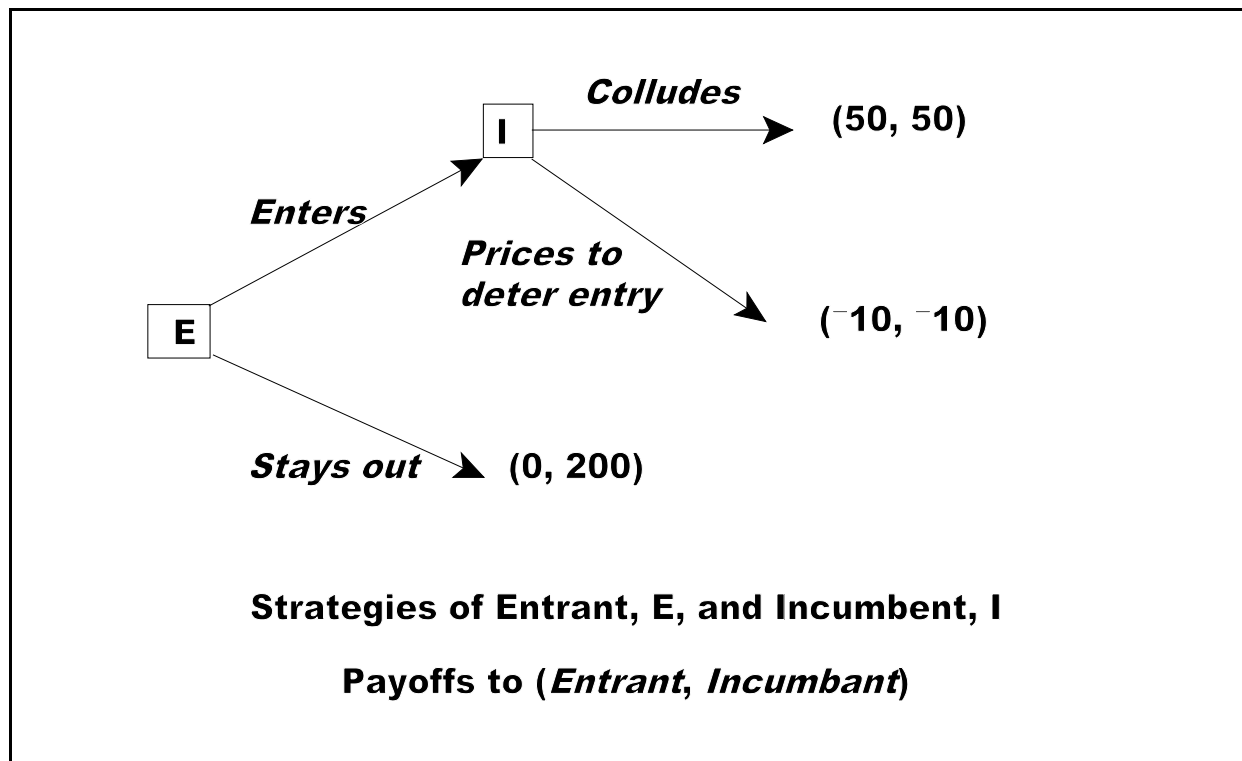 Colludes
(50, 50)
I
Enters
Prices to
deter entry
(⁻10, ⁻10)
E
Stays out
(0, 200)
Strategies of Entrant, E, and Incumbent, I
Payoffs to (Entrant, Incumbant)